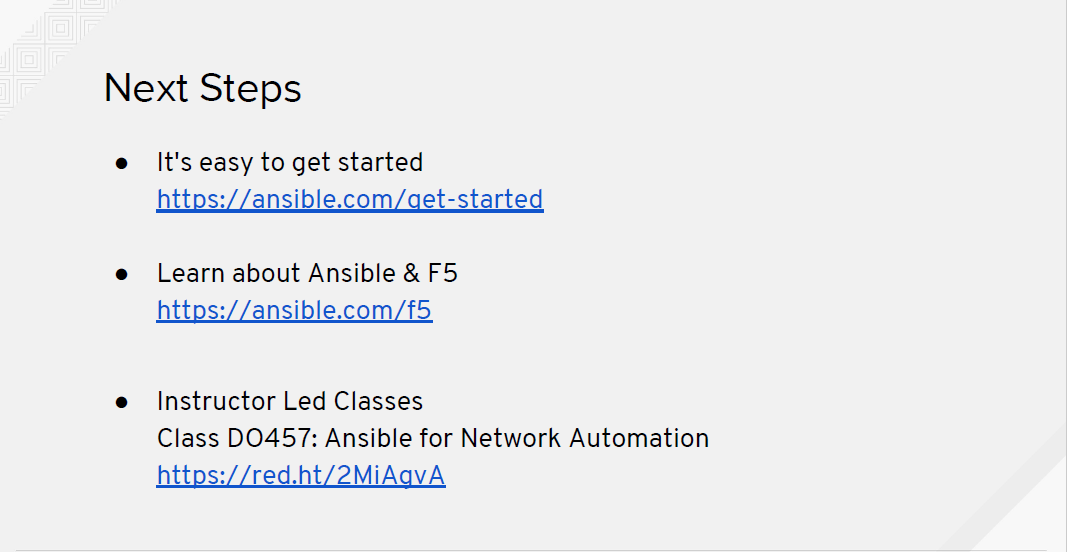 Next Steps
● It's easy to get started
https://ansible.com/get-started
● Learn about Ansible & F5
https://ansible.com/f5
● Instructor Led Classes
Class DO457: Ansible for Network Automation
https://red.ht/2MiAgvA